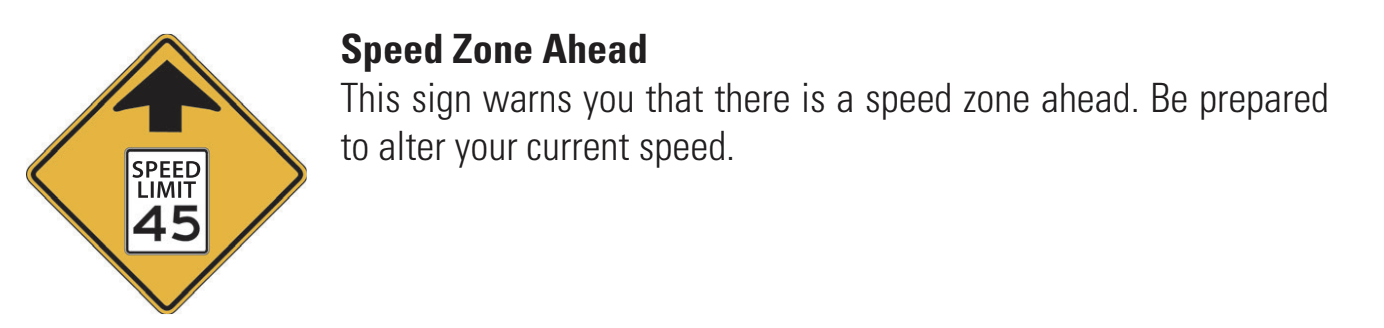 Speed Zone Ahead
This sign warns you that there is a speed zone ahead. Be prepared
to alter your current speed.
SPEED
LIMIT
45